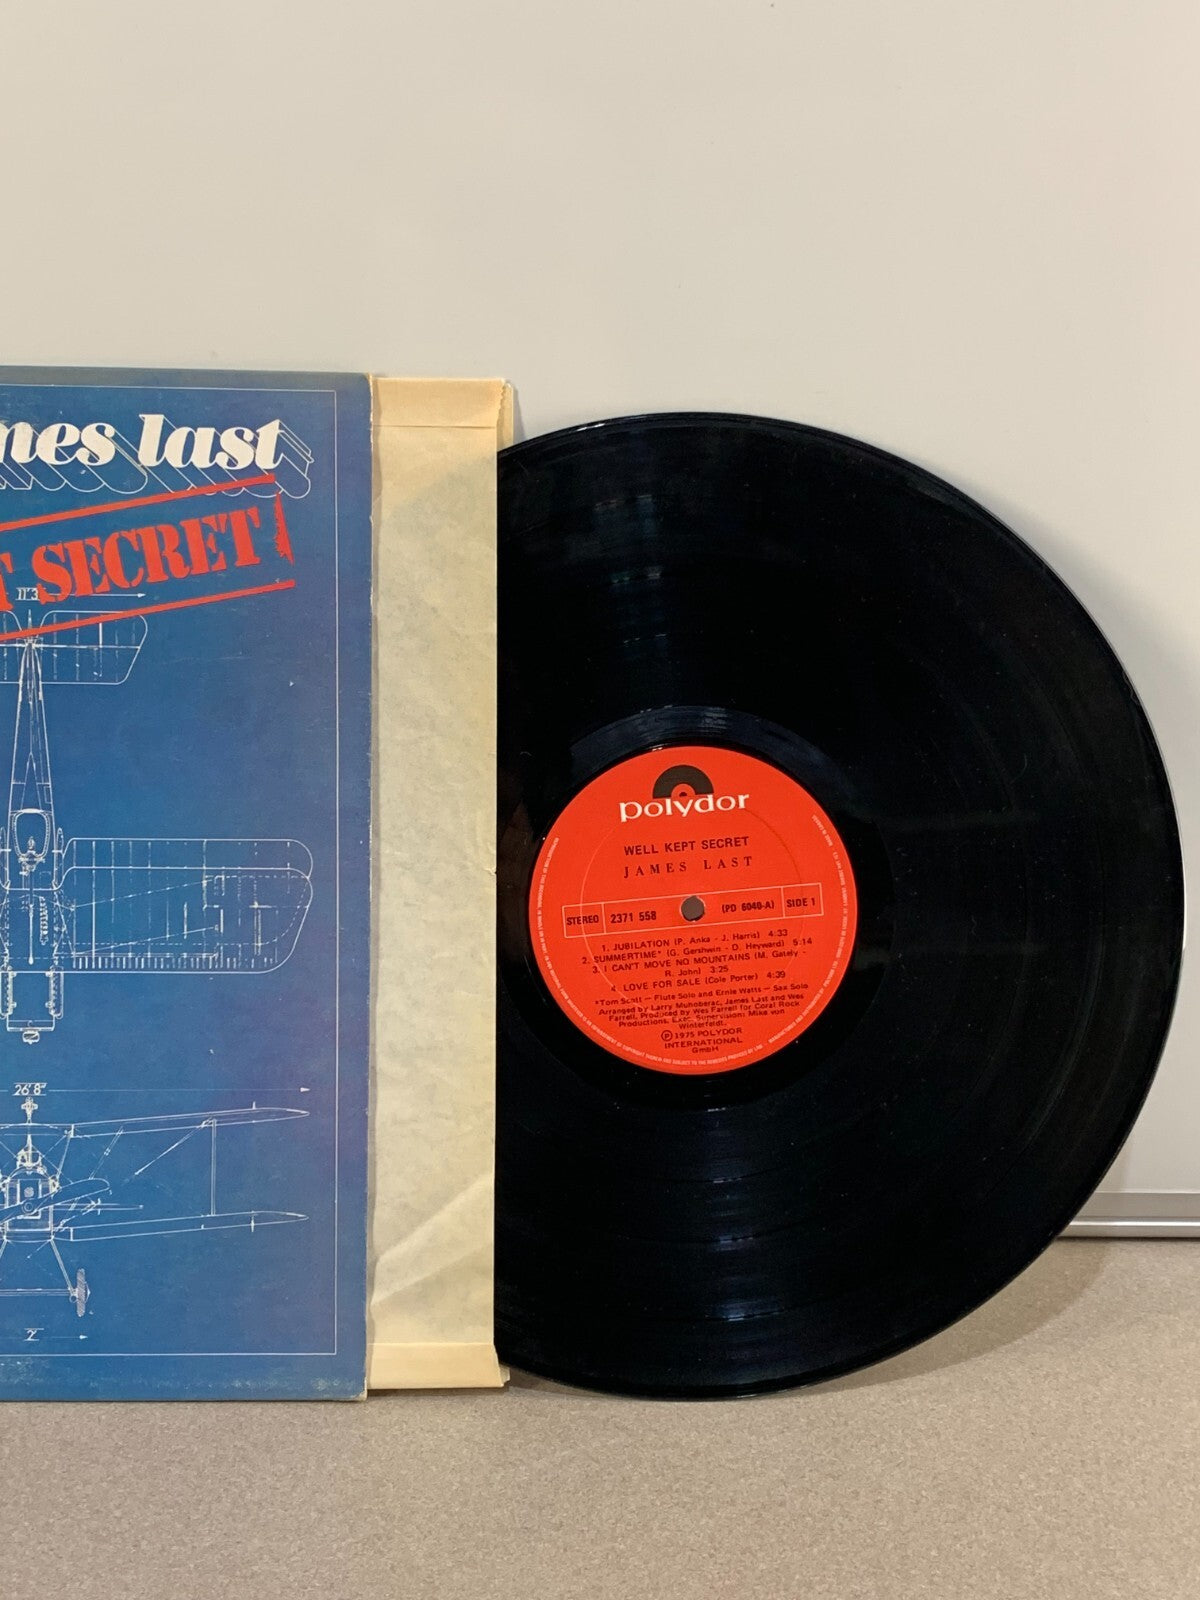 mes last
T SECRET
11'3
26'8"
2'
polydor
WELL KEPT SECRET
JAMES LAST
STEREO 2371 558 (PD 6040-A) SIDE 1
1. JUBILATION (P. Anka - J. Harris) 4:33
2. SUMMERTIME* (G. Gershwin - D. Heyward) 5:14
3. I CAN'T MOVE NO MOUNTAINS (M. Gately -
R. John) 3:25
4. LOVE FOR SALE (Cole Porter) 4:39
*Tom Scott - Flute Solo and Ernie Watts - Sax Solo
Arranged by Larry Muhoberac, James Last and Wes
Farrell, Produced by Wes Farrell for Coral Rock
Productions. Exec. Supervision: Mike von
Winterfeldt.
Ⓟ 1975 POLYDOR
INTERNATIONAL
GmbH